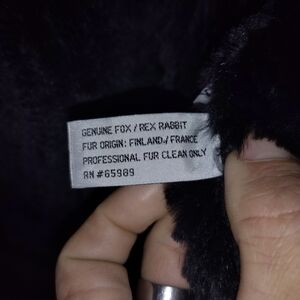 GENUINE FOX / REX RABBIT
FUR ORIGIN: FINLAND / FRANCE
PROFESSIONAL FUR CLEAN ONLY
RN #65989